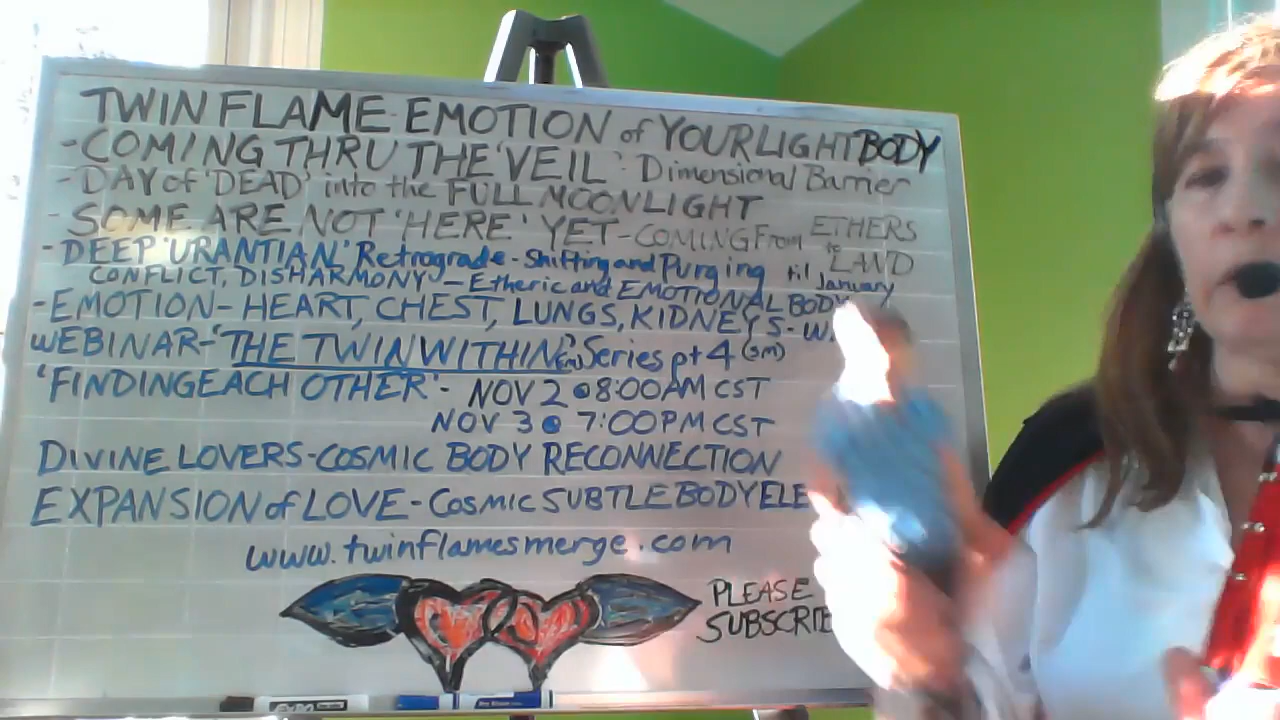 TWIN FLAME-EMOTION of YOUR LIGHT BODY
-COMING THRU THE 'VEIL': Dimensional Barrier
-DAY of 'DEAD' into the FULL MOONLIGHT
-SOME ARE NOT 'HERE' YET-COMING From ETHERS to LAND
-DEEP 'URANTIAN' Retrograde-Shifting and Purging til January
CONFLICT, DISHARMONY-Etheric and EMOTIONAL BODY
-EMOTION-HEART, CHEST, LUNGS, KIDNEYS-W
WEBINAR-'THE TWIN WITHIN' Series pt 4 (sm)
'FINDING EACH OTHER'- NOV 2 @ 8:00AM CST
NOV 3 @ 7:00PM CST
DIVINE LOVERS-COSMIC BODY RECONNECTION
EXPANSION of LOVE-COSMIC SUBTLE BODY ELE
www.twinflamesmerge.com
PLEASE
SUBSCRIBE